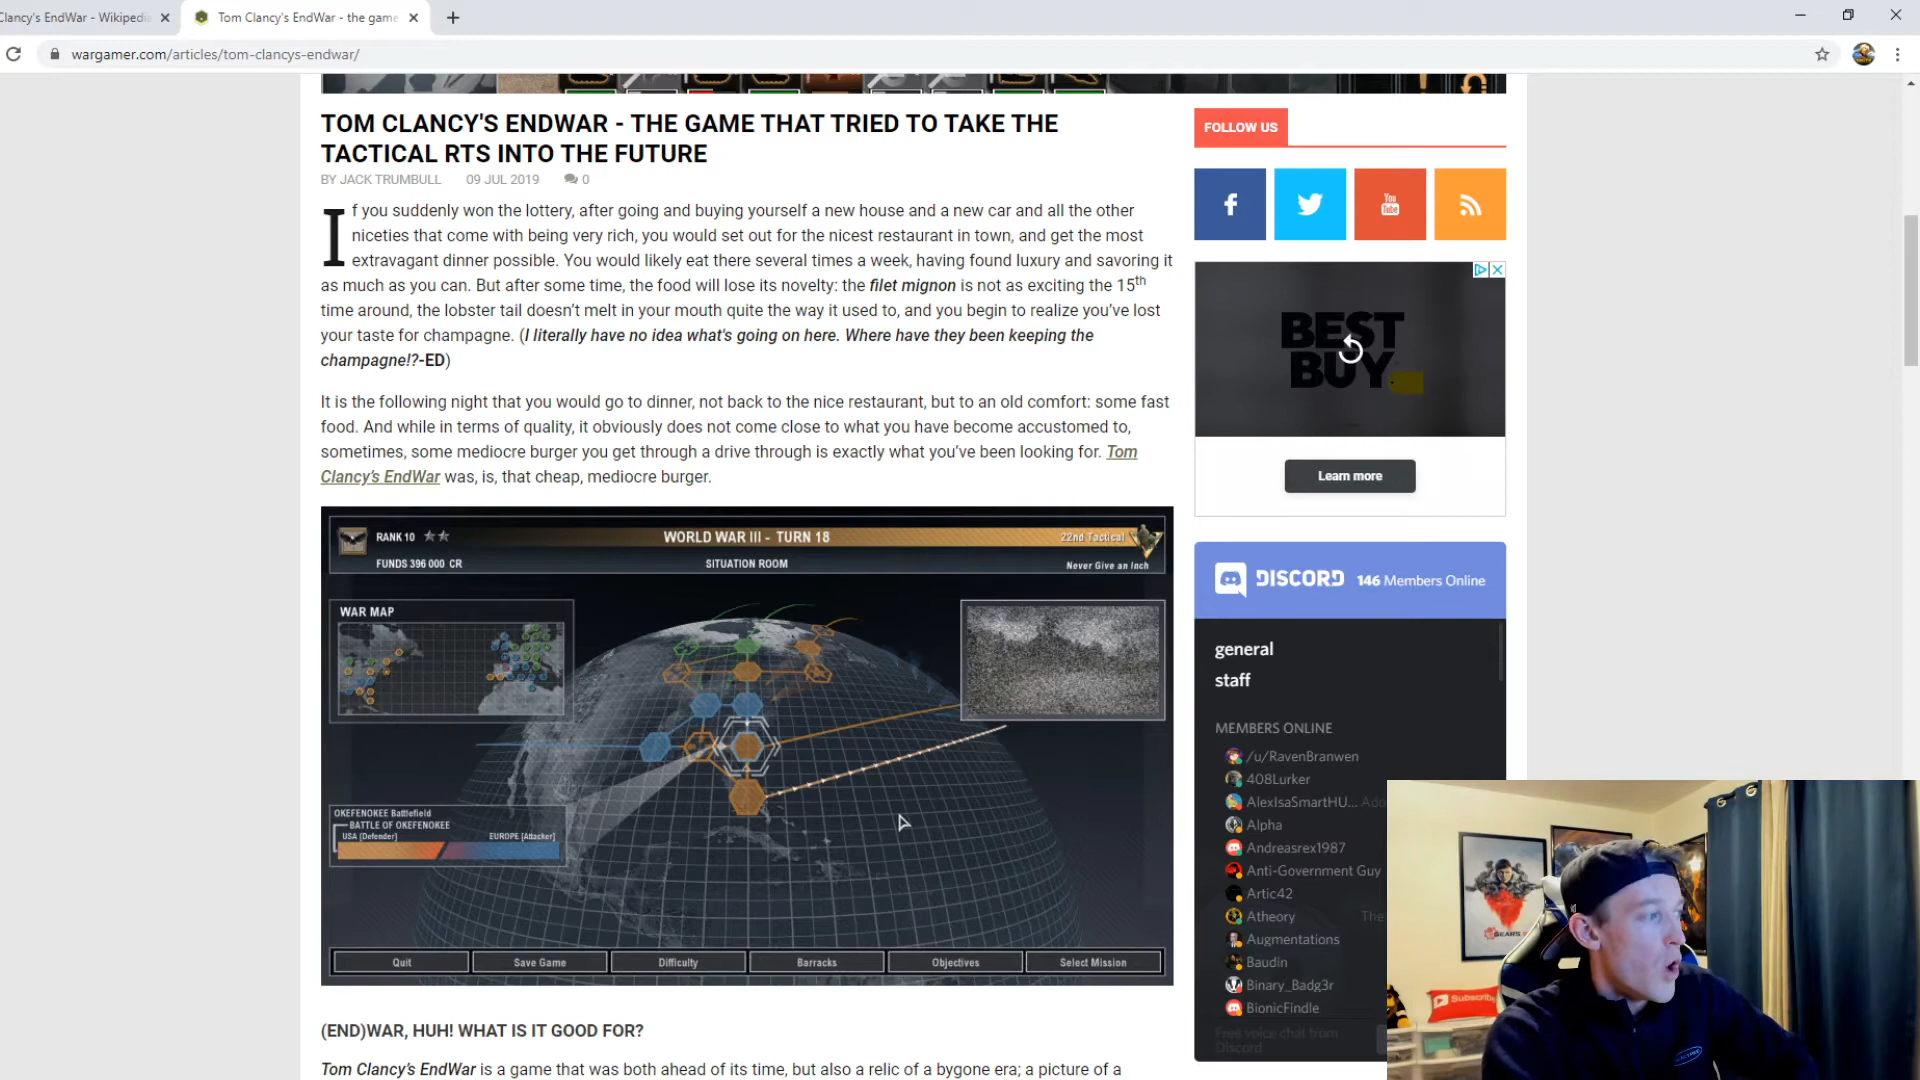 Clancy's EndWar - Wikipedi
Tom Clancy's EndWar - the game
wargamer.com/articles/tom-clancys-endwar/
TOM CLANCY'S ENDWAR - THE GAME THAT TRIED TO TAKE THE
TACTICAL RTS INTO THE FUTURE
BY JACK TRUMBULL 09 JUL 2019 0
If you suddenly won the lottery, after going and buying yourself a new house and a new car and all the other
niceties that come with being very rich, you would set out for the nicest restaurant in town, and get the most
extravagant dinner possible. You would likely eat there several times a week, having found luxury and savoring it
as much as you can. But after some time, the food will lose its novelty: the filet mignon is not as exciting the 15th
time around, the lobster tail doesn't melt in your mouth quite the way it used to, and you begin to realize you've lost
your taste for champagne. (I literally have no idea what's going on here. Where have they been keeping the
champagne!?-ED)
It is the following night that you would go to dinner, not back to the nice restaurant, but to an old comfort: some fast
food. And while in terms of quality, it obviously does not come close to what you have become accustomed to,
sometimes, some mediocre burger you get through a drive through is exactly what you've been looking for. Tom
Clancy's EndWar was, is, that cheap, mediocre burger.
RANK 10
WORLD WAR III - TURN 18
22nd Tactical
FUNDS 396 000 CR
SITUATION ROOM
Never Give an Inch
WAR MAP
OKEFENOKEE Battlefield
BATTLE OF OKEFENOKEE
USA [Defender] EUROPE [Attacker]
Quit
Save Game
Difficulty
Barracks
Objectives
Select Mission
(END)WAR, HUH! WHAT IS IT GOOD FOR?
Tom Clancy's EndWar is a game that was both ahead of its time, but also a relic of a bygone era; a picture of a
FOLLOW US
You
Tube
BEST
BUY
Learn more
DISCORD 146 Members Online
general
staff
MEMBERS ONLINE
/u/RavenBranwen
408Lurker
AlexIsaSmartHU... Ado
Alpha
Andreasrex1987
Anti-Government Guy
Artic42
Atheory The
Augmentations
Baudin
Binary_Badg3r
BionicFindle
Free voice chat from
Discord
GEARS
Subscribe